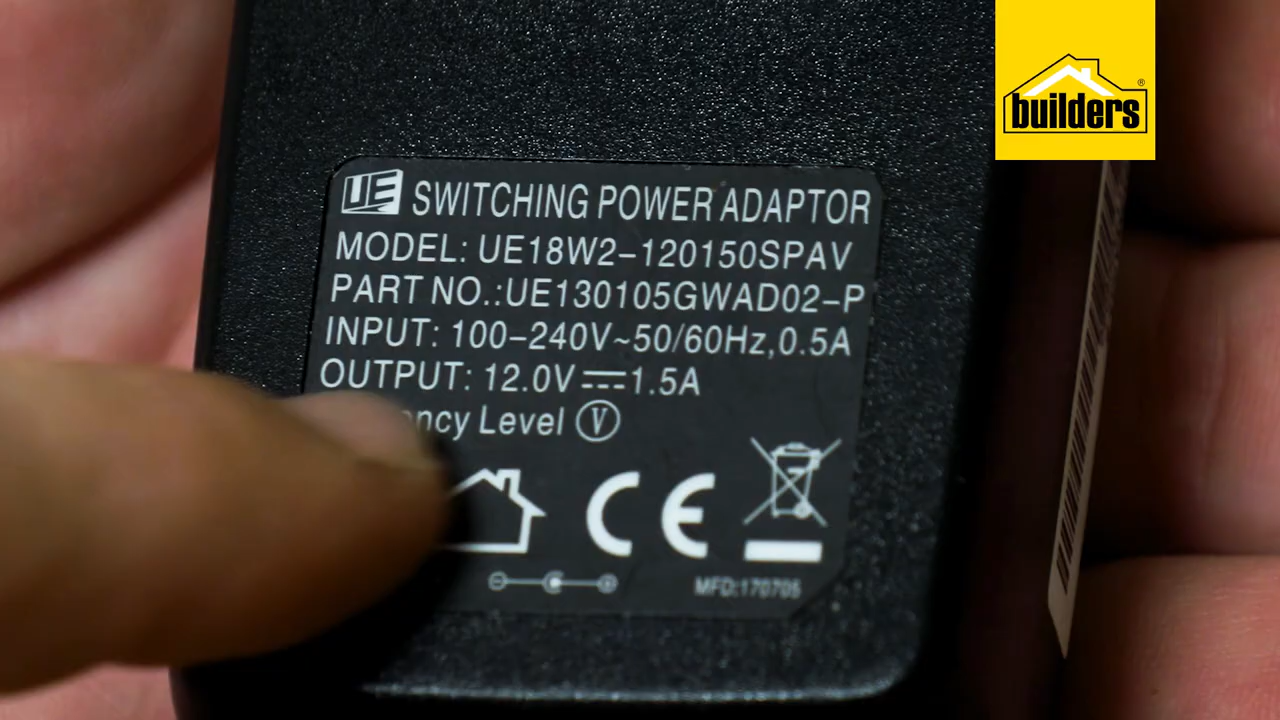 builders
UE SWITCHING POWER ADAPTOR
MODEL: UE18W2-120150SPAV
PART NO.:UE130105GWAD02-P
INPUT: 100-240V~50/60Hz,0.5A
OUTPUT: 12.0V⎓1.5A
ncy Level V
CE
MFD:170705